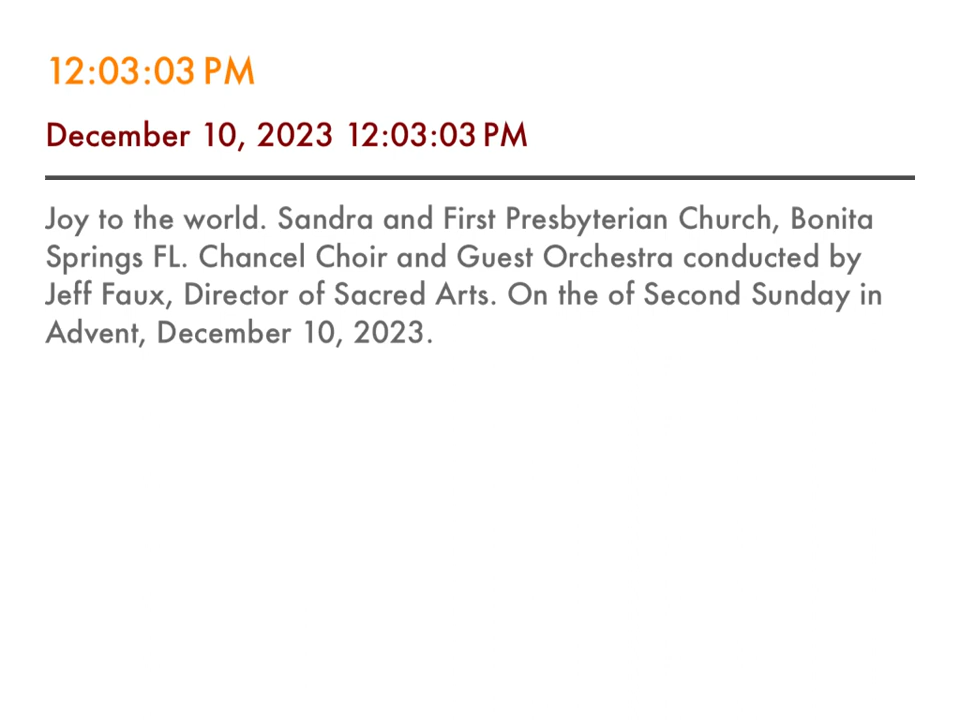 12:03:03 PM
December 10, 2023 12:03:03 PM
Joy to the world. Sandra and First Presbyterian Church, Bonita
Springs FL. Chancel Choir and Guest Orchestra conducted by
Jeff Faux, Director of Sacred Arts. On the of Second Sunday in
Advent, December 10, 2023.